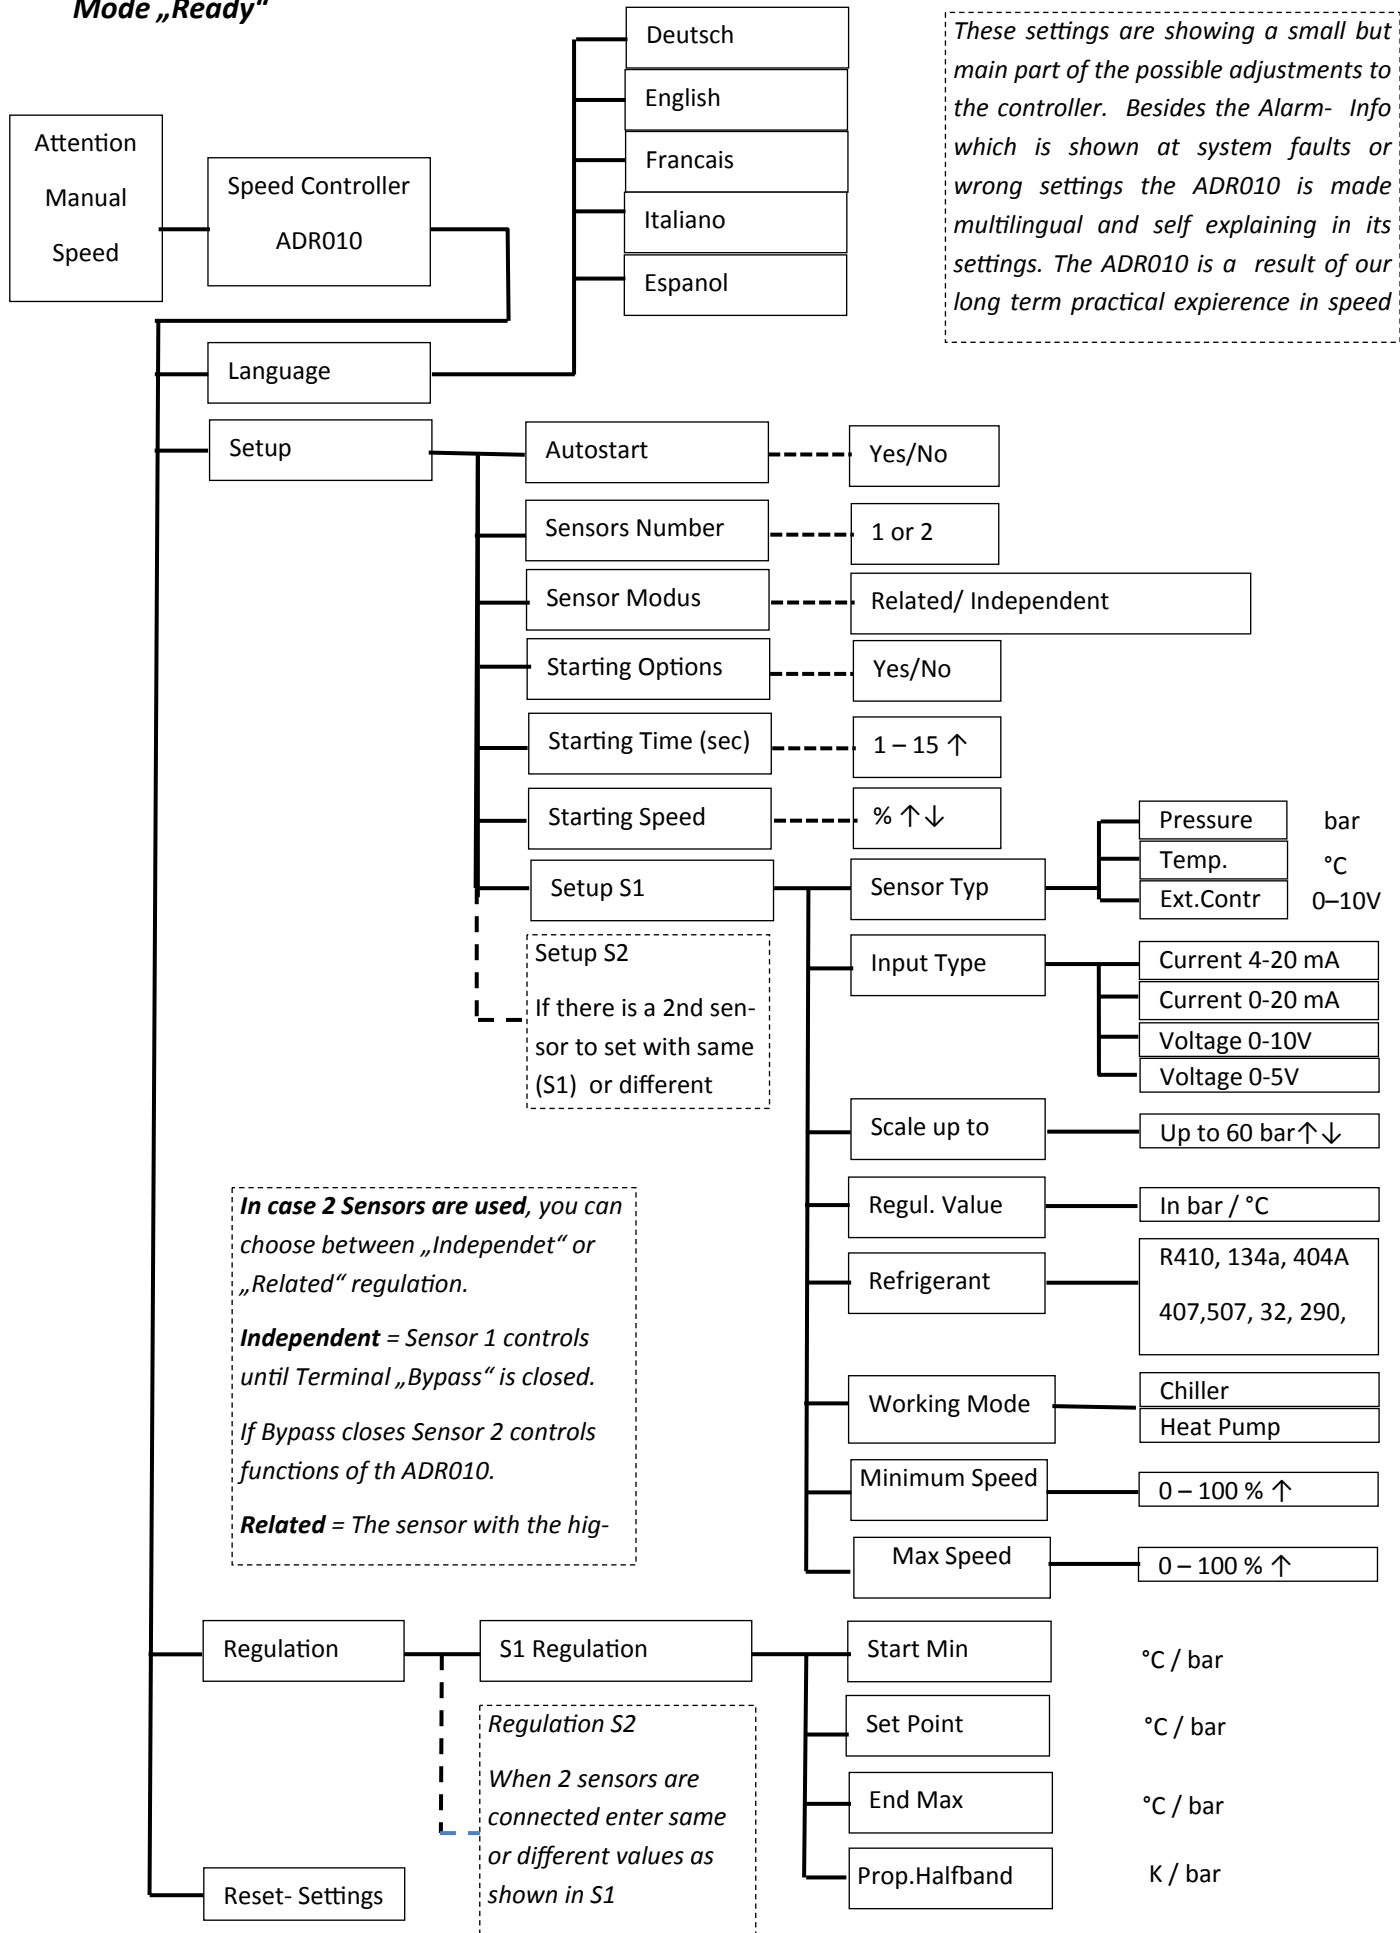 Mode „Ready“
Deutsch
English
Francais
Italiano
Espanol
These settings are showing a small but
main part of the possible adjustments to
the controller. Besides the Alarm- Info
which is shown at system faults or
wrong settings the ADR010 is made
multilingual and self explaining in its
settings. The ADR010 is a result of our
long term practical expierence in speed
Attention
Manual
Speed
Speed Controller
ADR010
Language
Setup
Autostart
Yes/No
Sensors Number
1 or 2
Sensor Modus
Related/ Independent
Starting Options
Yes/No
Starting Time (sec)
1 – 15 ↑
Starting Speed
% ↑↓
Setup S1
Setup S2
If there is a 2nd sen-
sor to set with same
(S1) or different
Sensor Typ
Pressure bar
Temp. °C
Ext.Contr 0–10V
Input Type
Current 4-20 mA
Current 0-20 mA
Voltage 0-10V
Voltage 0-5V
Scale up to
Up to 60 bar↑↓
Regul. Value
In bar / °C
Refrigerant
R410, 134a, 404A
407,507, 32, 290,
Working Mode
Chiller
Heat Pump
Minimum Speed
0 – 100 % ↑
Max Speed
0 – 100 % ↑
In case 2 Sensors are used, you can
choose between „Independet“ or
„Related“ regulation.
Independent = Sensor 1 controls
until Terminal „Bypass“ is closed.
If Bypass closes Sensor 2 controls
functions of th ADR010.
Related = The sensor with the hig-
Regulation
S1 Regulation
Start Min
°C / bar
Set Point
°C / bar
End Max
°C / bar
Prop.Halfband
K / bar
Regulation S2
When 2 sensors are
connected enter same
or different values as
shown in S1
Reset- Settings